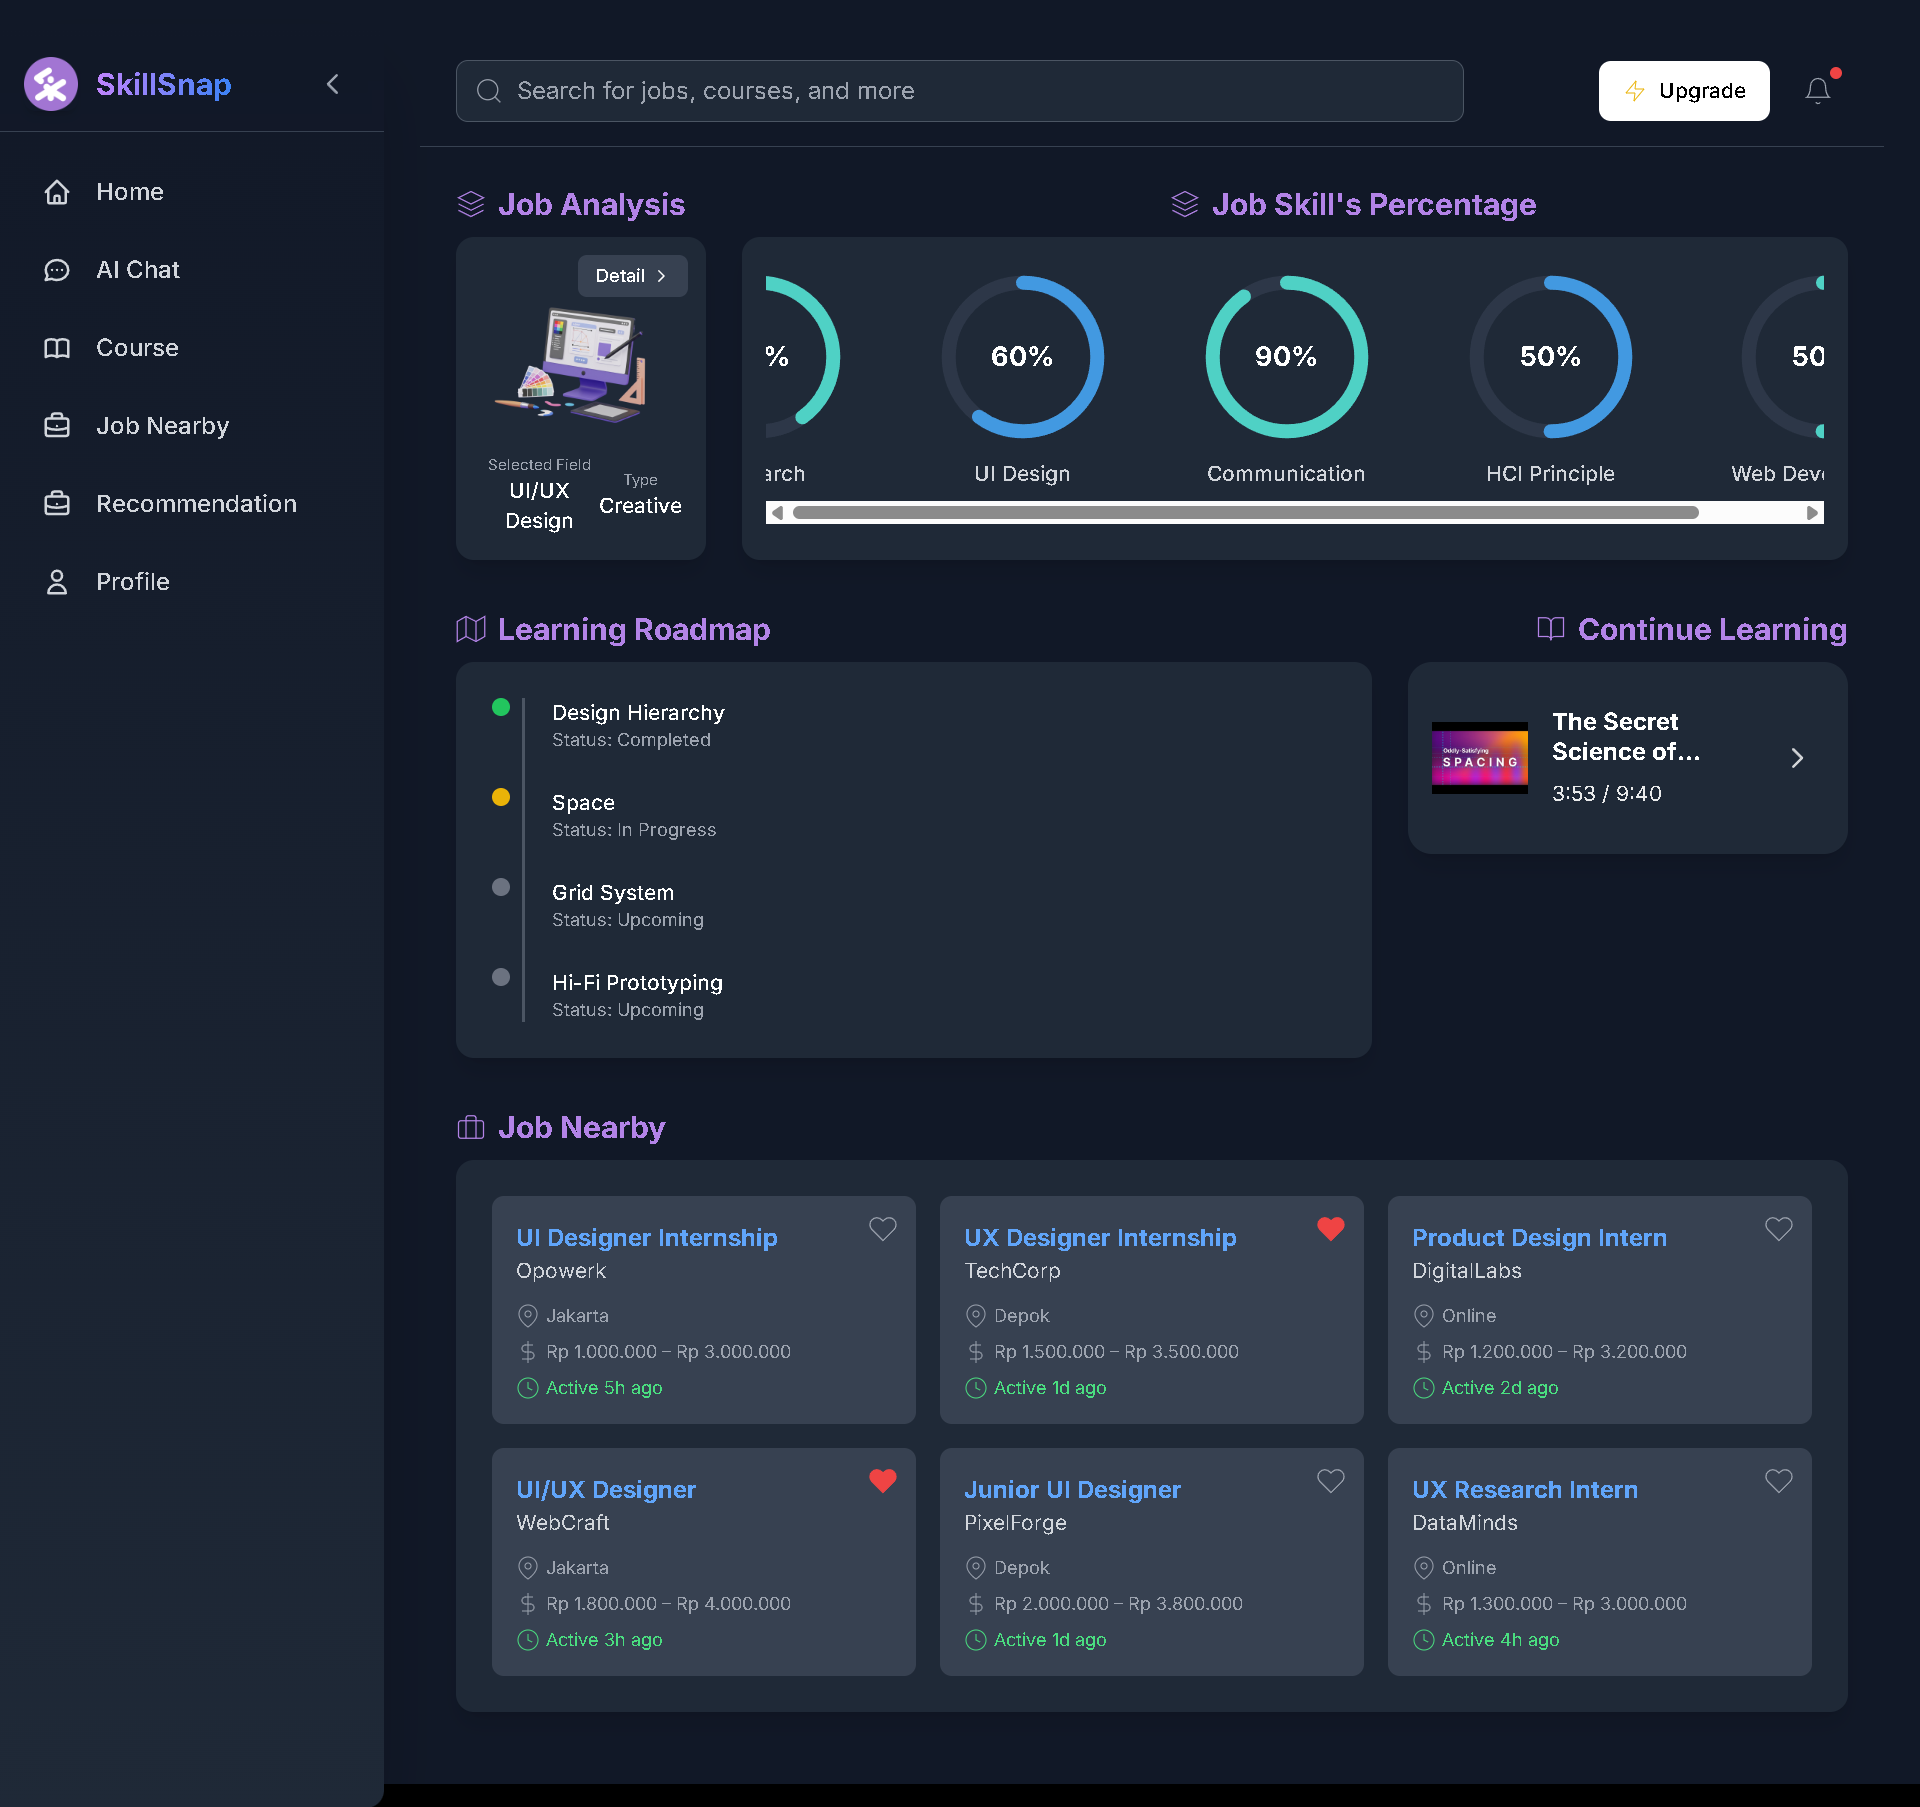 SkillSnap
Home
AI Chat
Course
Job Nearby
Recommendation
Profile
Search for jobs, courses, and more
Upgrade
Job Analysis
Detail
Selected Field
UI/UX
Design
Type
Creative
Job Skill's Percentage
%
arch
60%
UI Design
90%
Communication
50%
HCI Principle
50
Web Deve
Learning Roadmap
Design Hierarchy
Status: Completed
Space
Status: In Progress
Grid System
Status: Upcoming
Hi-Fi Prototyping
Status: Upcoming
Continue Learning
Oddly-Satisfying
SPACING
The Secret
Science of...
3:53 / 9:40
Job Nearby
UI Designer Internship
Opowerk
Jakarta
Rp 1.000.000 – Rp 3.000.000
Active 5h ago
UX Designer Internship
TechCorp
Depok
Rp 1.500.000 – Rp 3.500.000
Active 1d ago
Product Design Intern
DigitalLabs
Online
Rp 1.200.000 – Rp 3.200.000
Active 2d ago
UI/UX Designer
WebCraft
Jakarta
Rp 1.800.000 – Rp 4.000.000
Active 3h ago
Junior UI Designer
PixelForge
Depok
Rp 2.000.000 – Rp 3.800.000
Active 1d ago
UX Research Intern
DataMinds
Online
Rp 1.300.000 – Rp 3.000.000
Active 4h ago